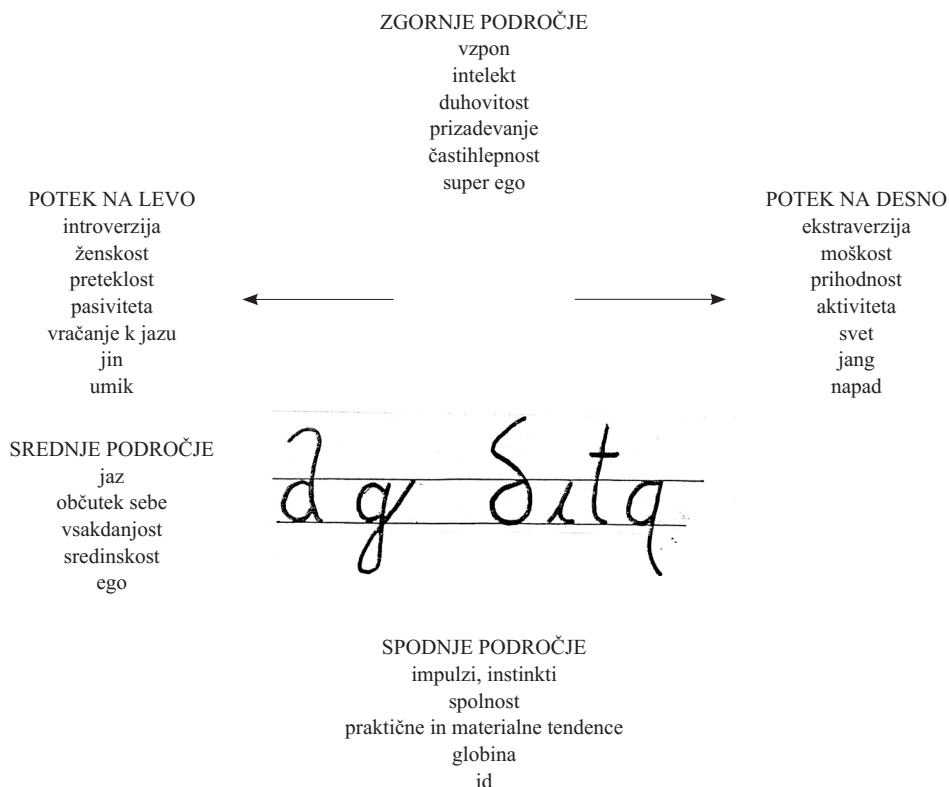 ZGORNJE PODROČJE
vzpon
intelekt
duhovitost
prizadevanje
častihlepnost
super ego
POTEK NA LEVO
introverzija
ženskost
preteklost
pasiviteta
vračanje k jazu
jin
umik
POTEK NA DESNO
ekstraverzija
moškost
prihodnost
aktiviteta
svet
jang
napad
SREDNJE PODROČJE
jaz
občutek sebe
vsakdanjost
sredinskost
ego
d g δ i t q
SPODNJE PODROČJE
impulzi, instinkti
spolnost
praktične in materialne tendence
globina
id